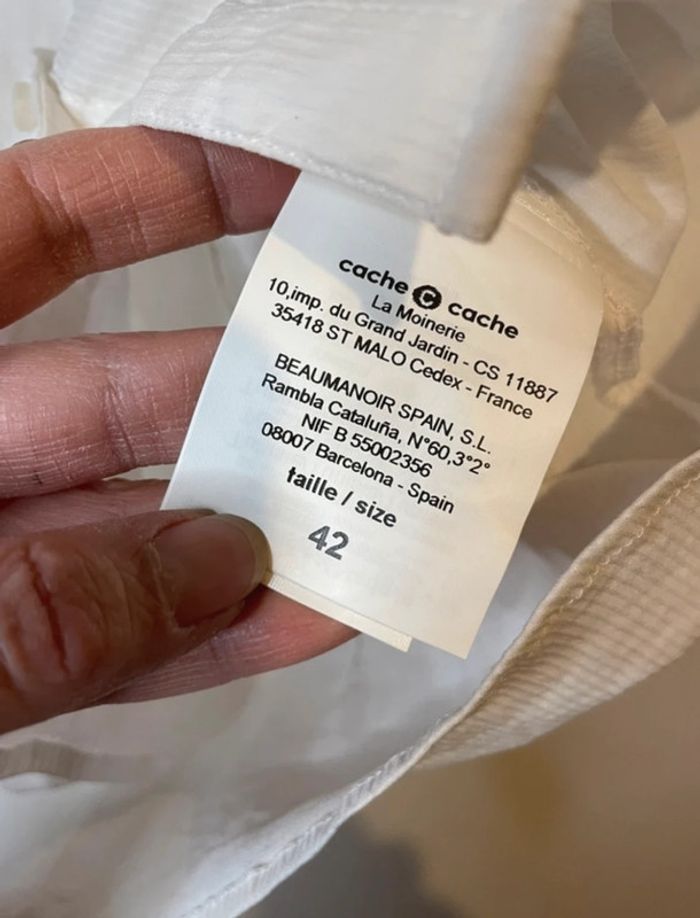 cache C cache
La Moinerie
10,imp. du Grand Jardin - CS 11887
35418 ST MALO Cedex - France
BEAUMANOIR SPAIN, S.L.
Rambla Cataluña, N°60,3°2°
NIF B 55002356
08007 Barcelona - Spain
taille / size
42